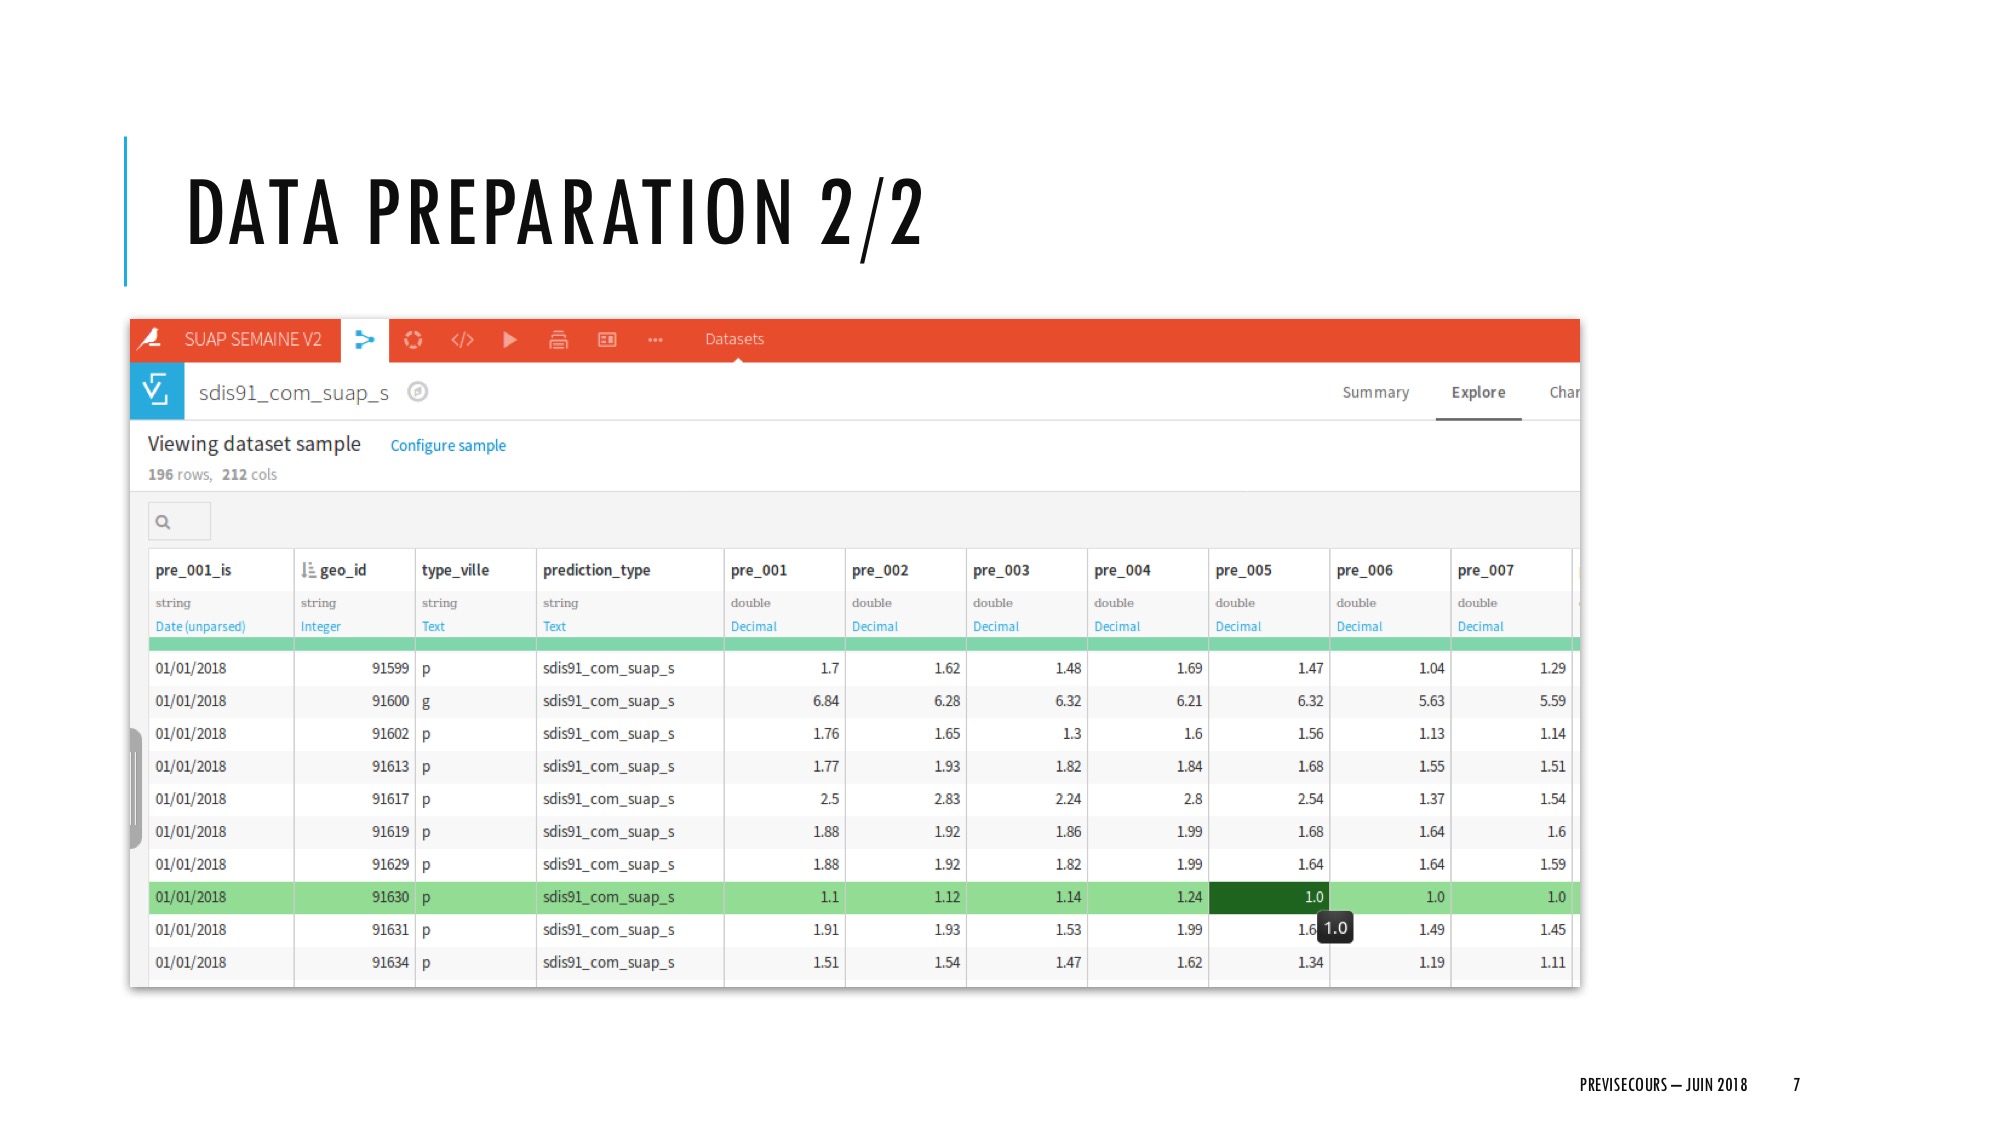 DATA PREPARATION 2/2
SUAP SEMAINE V2 Datasets
sdis91_com_suap_s Summary Explore
Viewing dataset sample Configure sample
196 rows, 212 cols
pre_001_is geo_id type_ville prediction_type pre_001 pre_002 pre_003 pre_004 pre_005 pre_006 pre_007
string string string string double double double double double double double
Date (unparsed) Integer Text Text Decimal Decimal Decimal Decimal Decimal Decimal Decimal
01/01/2018 91599 p sdis91_com_suap_s 1.7 1.62 1.48 1.69 1.47 1.04 1.29
01/01/2018 91600 g sdis91_com_suap_s 6.84 6.28 6.32 6.21 6.32 5.63 5.59
01/01/2018 91602 p sdis91_com_suap_s 1.76 1.65 1.3 1.6 1.56 1.13 1.14
01/01/2018 91613 p sdis91_com_suap_s 1.77 1.93 1.82 1.84 1.68 1.55 1.51
01/01/2018 91617 p sdis91_com_suap_s 2.5 2.83 2.24 2.8 2.54 1.37 1.54
01/01/2018 91619 p sdis91_com_suap_s 1.88 1.92 1.86 1.99 1.68 1.64 1.6
01/01/2018 91629 p sdis91_com_suap_s 1.88 1.92 1.82 1.99 1.64 1.64 1.59
01/01/2018 91630 p sdis91_com_suap_s 1.1 1.12 1.14 1.24 1.0 1.0 1.0
01/01/2018 91631 p sdis91_com_suap_s 1.91 1.93 1.53 1.99 1.0 1.49 1.45
01/01/2018 91634 p sdis91_com_suap_s 1.51 1.54 1.47 1.62 1.34 1.19 1.11
PREVISECOURS – JUIN 2018 7